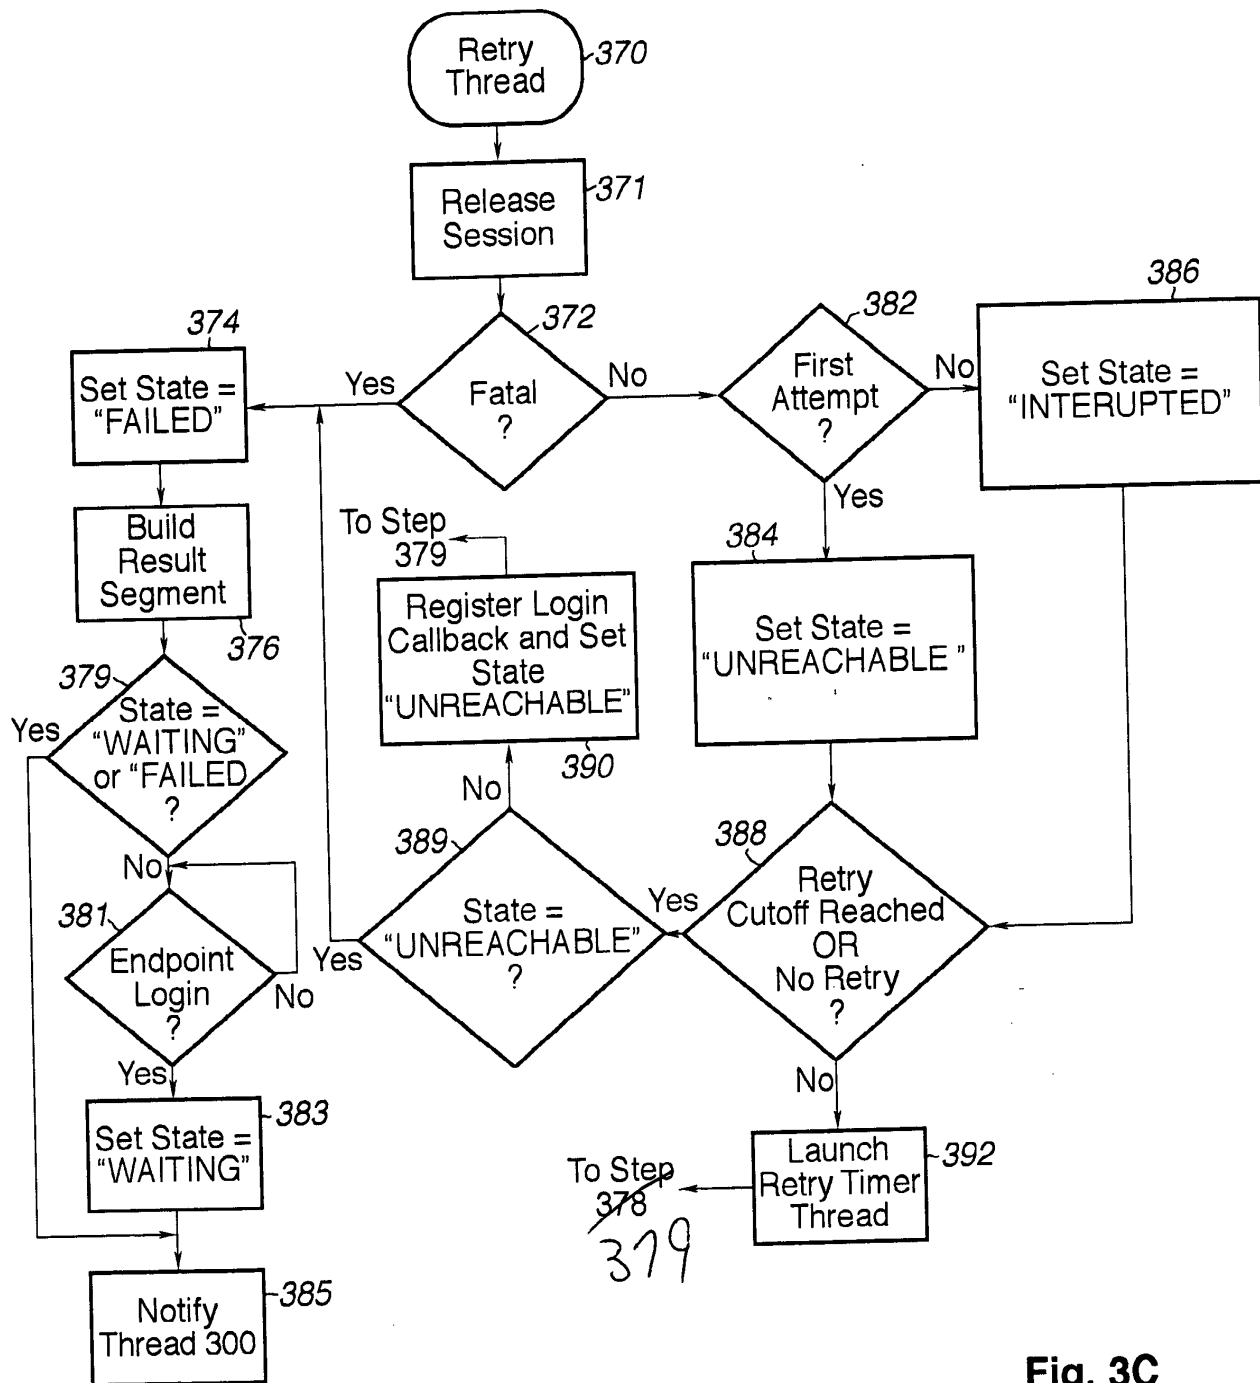 Retry
Thread
370
Release
Session
371
372
Fatal
?
Yes
No
374
Set State =
“FAILED”
382
First
Attempt
?
No
Yes
386
Set State =
“INTERUPTED”
Build
Result
Segment
376
To Step
379
Register Login
Callback and Set
State
“UNREACHABLE”
390
384
Set State =
“UNREACHABLE ”
379
State =
“WAITING”
or “FAILED
?
Yes
No
389
State =
“UNREACHABLE”
?
No
Yes
388
Retry
Cutoff Reached
OR
No Retry
?
Yes
No
381
Endpoint
Login
?
No
Yes
383
Set State =
“WAITING”
To Step
378
379
Launch
Retry Timer
Thread
392
Notify
Thread 300
385
Fig. 3C